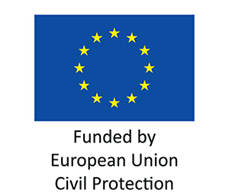 Funded by
European Union
Civil Protection